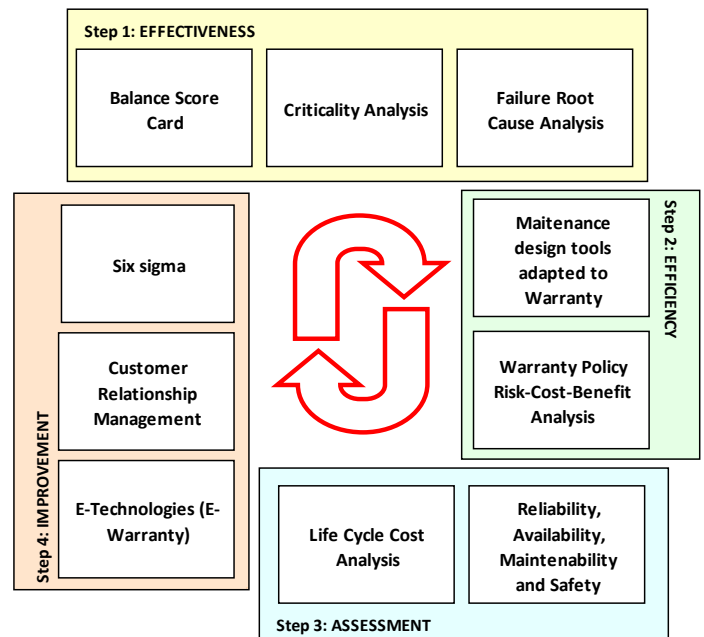 Step 1: EFFECTIVENESS
Balance Score
Card
Criticality Analysis
Failure Root
Cause Analysis
Step 2: EFFICIENCY
Maitenance
design tools
adapted to
Warranty
Warranty Policy
Risk-Cost-Benefit
Analysis
Step 3: ASSESSMENT
Life Cycle Cost
Analysis
Reliability,
Availability,
Maintenability
and Safety
Step 4: IMPROVEMENT
Six sigma
Customer
Relationship
Management
E-Technologies (E-
Warranty)